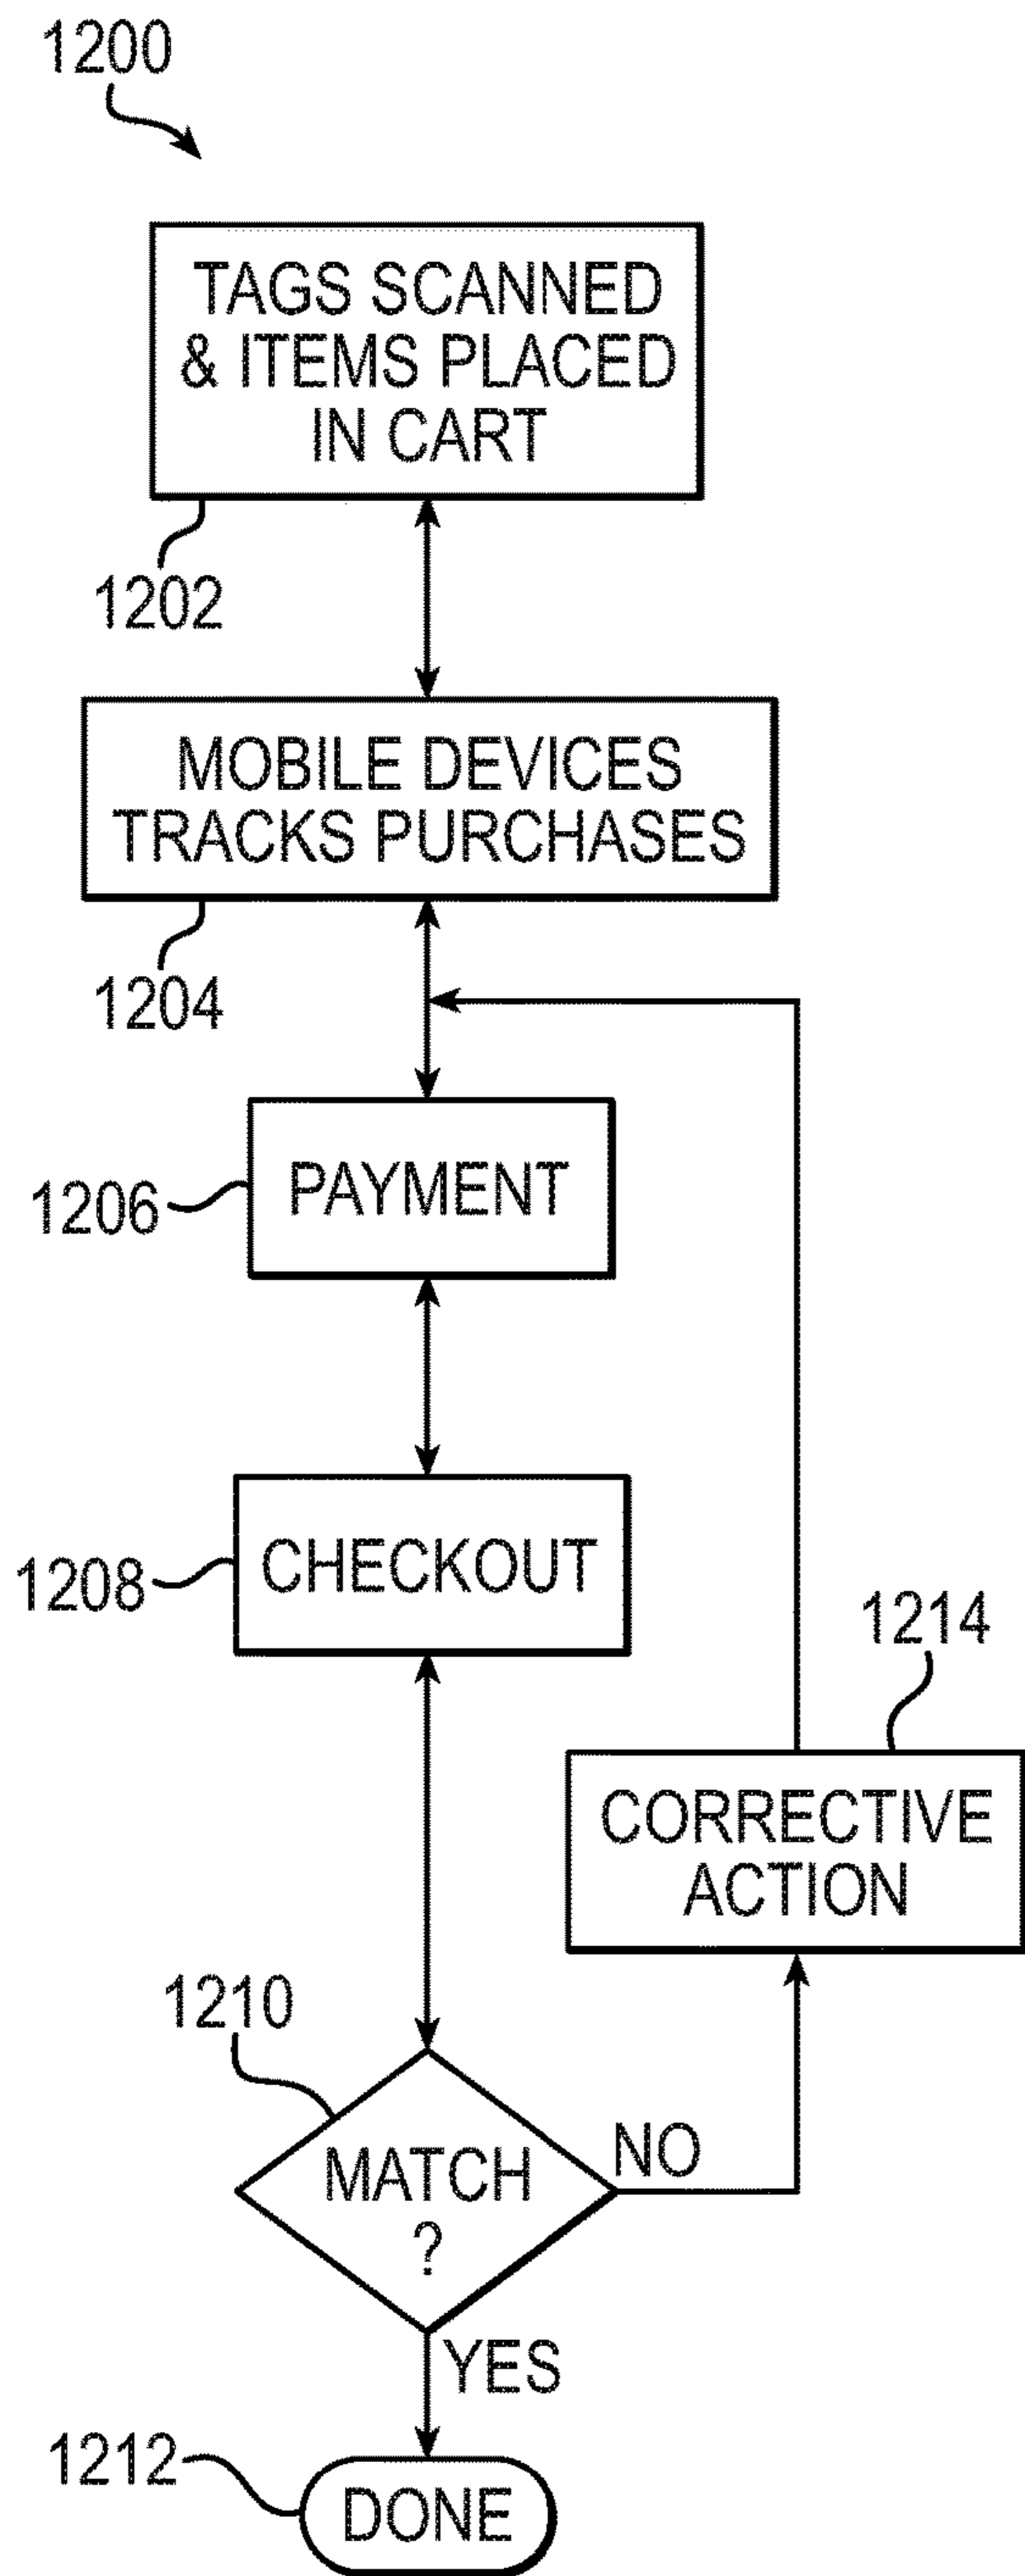 1200
TAGS SCANNED
& ITEMS PLACED
IN CART
1202
MOBILE DEVICES
TRACKS PURCHASES
1204
PAYMENT
1206
CHECKOUT
1208
1214
CORRECTIVE
ACTION
1210
MATCH
?
NO
YES
1212
DONE